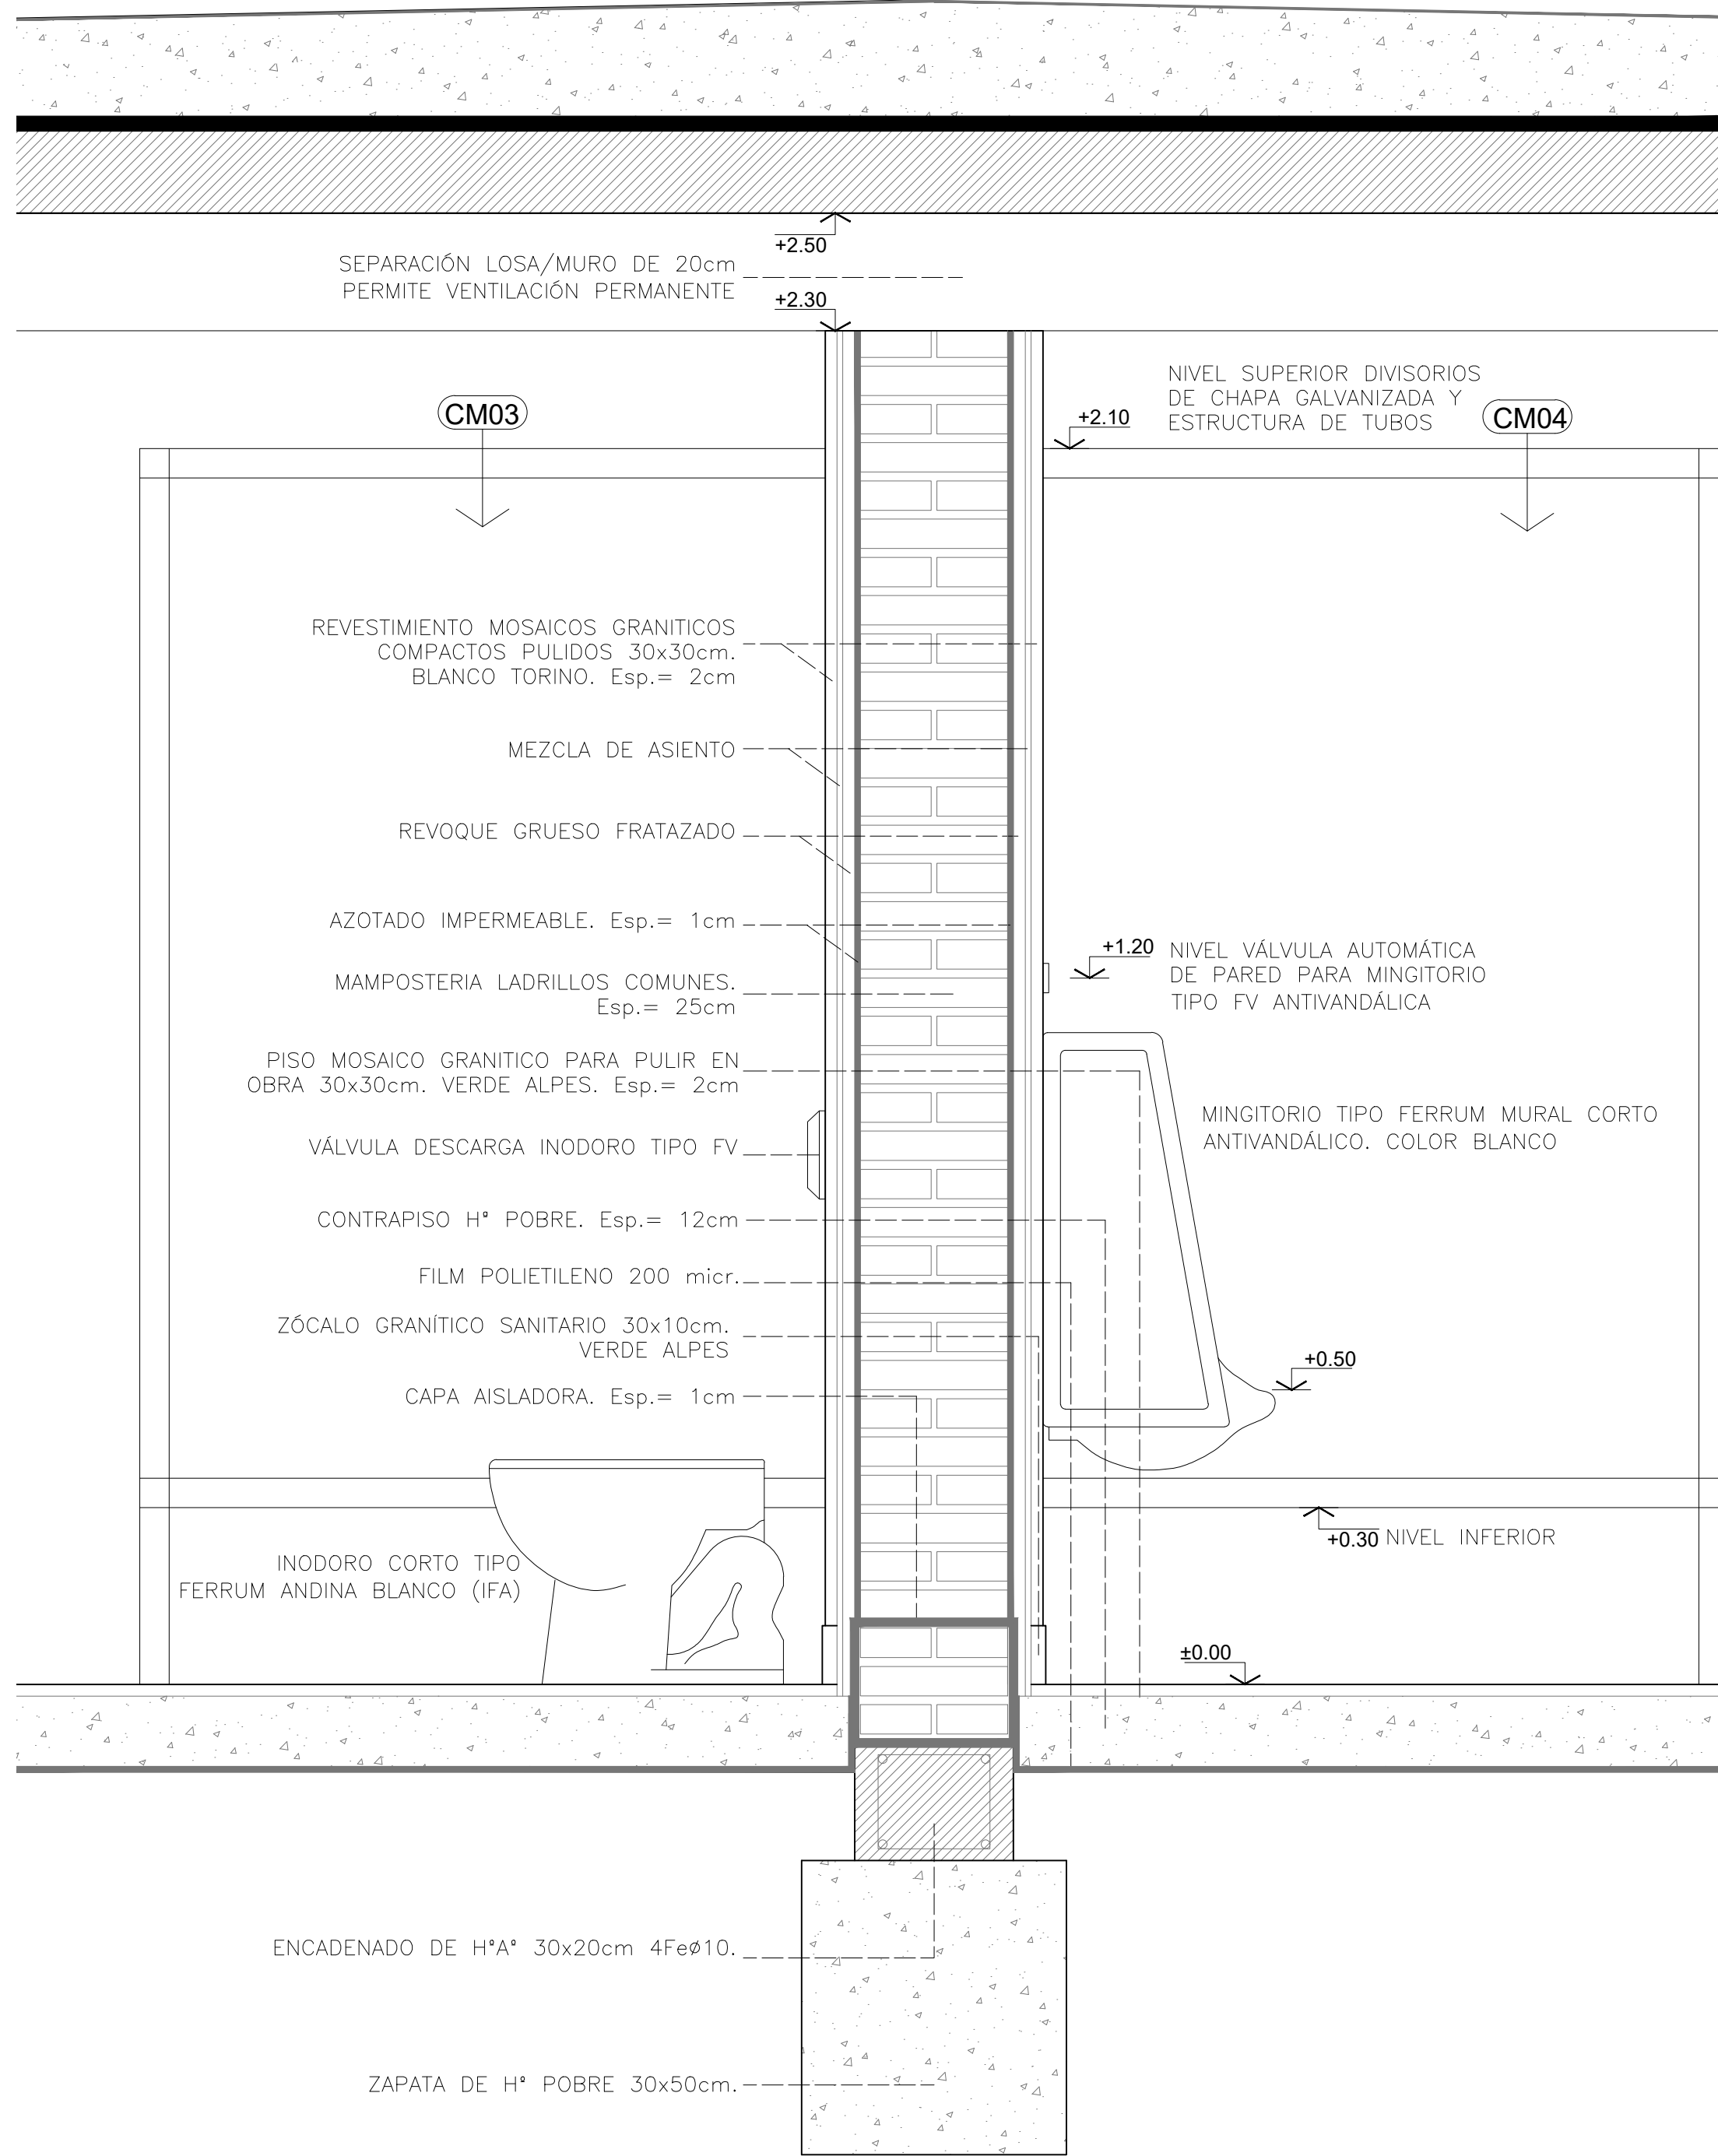 +2.50
SEPARACIÓN LOSA/MURO DE 20cm
PERMITE VENTILACIÓN PERMANENTE
+2.30
NIVEL SUPERIOR DIVISORIOS
DE CHAPA GALVANIZADA Y
ESTRUCTURA DE TUBOS
CM03
+2.10
CM04
REVESTIMIENTO MOSAICOS GRANITICOS
COMPACTOS PULIDOS 30x30cm.
BLANCO TORINO. Esp.= 2cm
MEZCLA DE ASIENTO
REVOQUE GRUESO FRATAZADO
AZOTADO IMPERMEABLE. Esp.= 1cm
+1.20
NIVEL VÁLVULA AUTOMÁTICA
DE PARED PARA MINGITORIO
TIPO FV ANTIVANDÁLICA
MAMPOSTERIA LADRILLOS COMUNES.
Esp.= 25cm
PISO MOSAICO GRANITICO PARA PULIR EN
OBRA 30x30cm. VERDE ALPES. Esp.= 2cm
MINGITORIO TIPO FERRUM MURAL CORTO
ANTIVANDÁLICO. COLOR BLANCO
VÁLVULA DESCARGA INODORO TIPO FV
CONTRAPISO Hº POBRE. Esp.= 12cm
FILM POLIETILENO 200 micr.
ZÓCALO GRANÍTICO SANITARIO 30x10cm.
VERDE ALPES
+0.50
CAPA AISLADORA. Esp.= 1cm
+0.30 NIVEL INFERIOR
INODORO CORTO TIPO
FERRUM ANDINA BLANCO (IFA)
±0.00
ENCADENADO DE HºAº 30x20cm 4Feø10.
ZAPATA DE Hº POBRE 30x50cm.